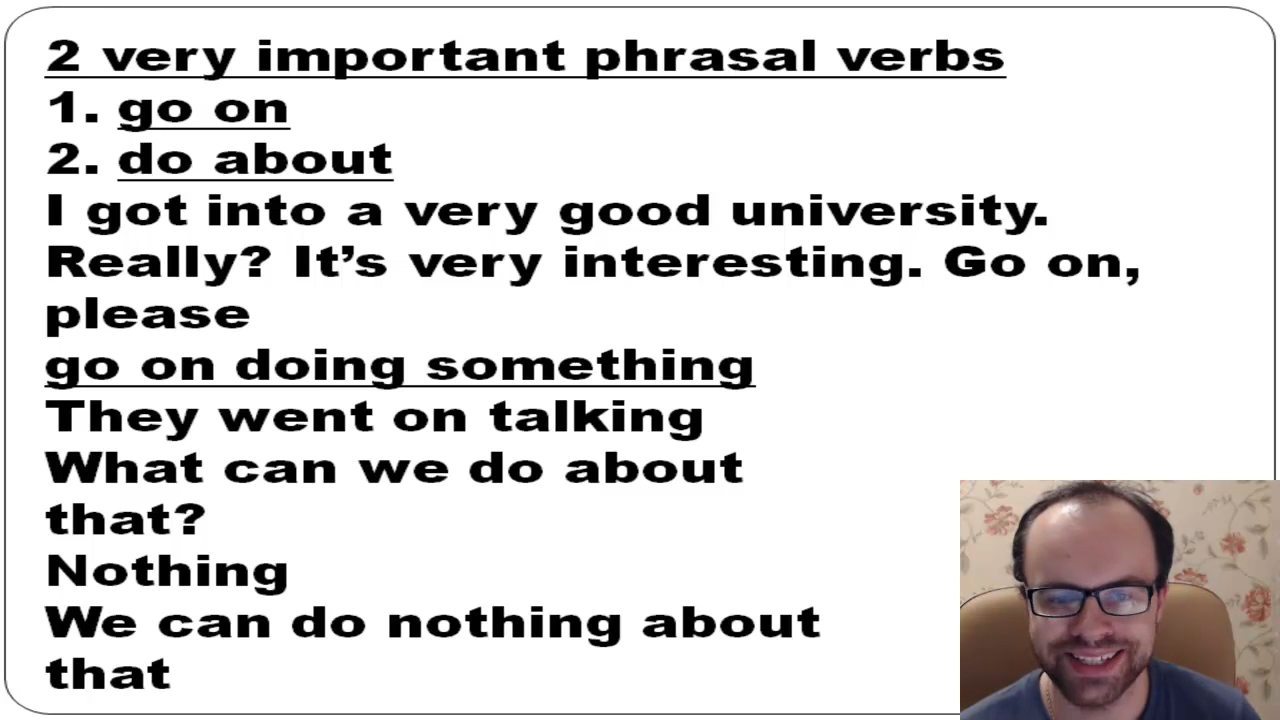 2 very important phrasal verbs
1. go on
2. do about
I got into a very good university.
Really? It’s very interesting. Go on,
please
go on doing something
They went on talking
What can we do about
that?
Nothing
We can do nothing about
that